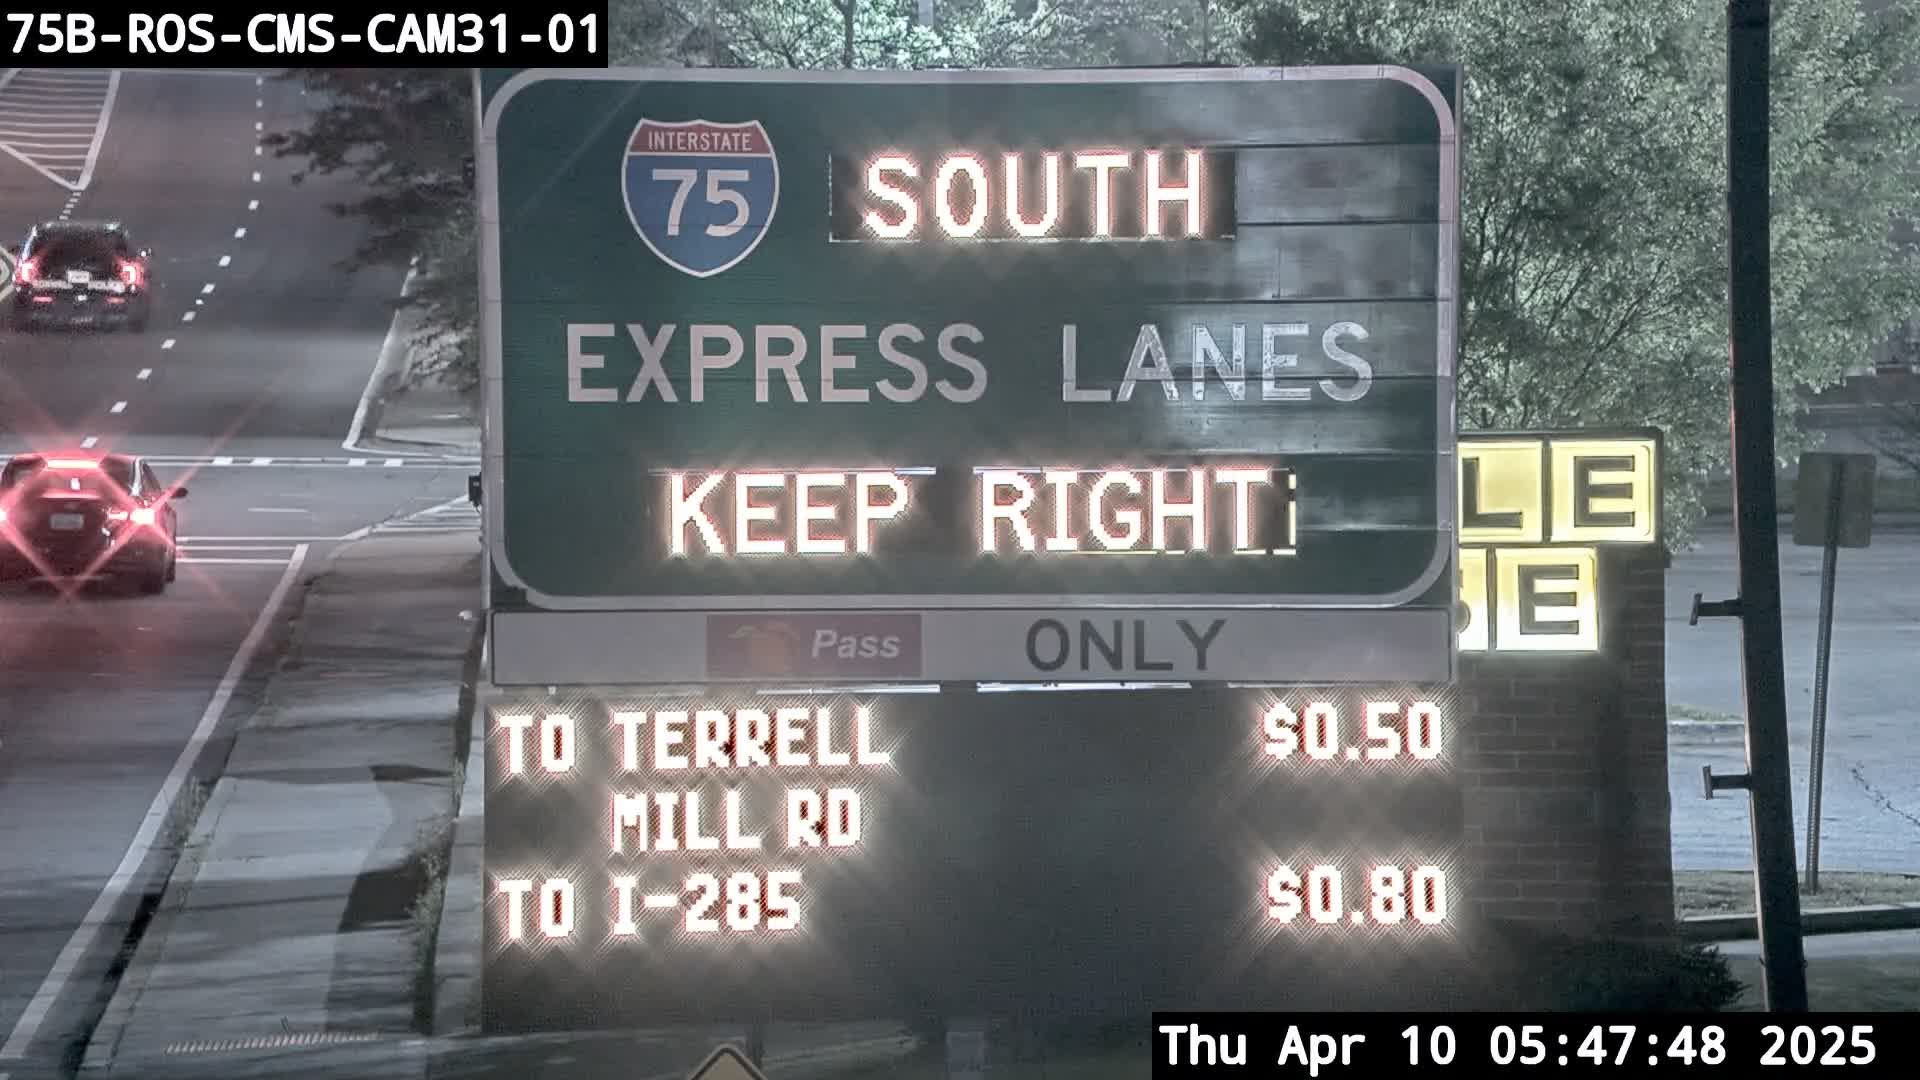 75B-ROS-CMS-CAM31-01
INTERSTATE
75
SOUTH
EXPRESS LANES
KEEP RIGHT
Pass ONLY
TO TERRELL $0.50
MILL RD
TO I-285 $0.80
LE
E
Thu Apr 10 05:47:48 2025